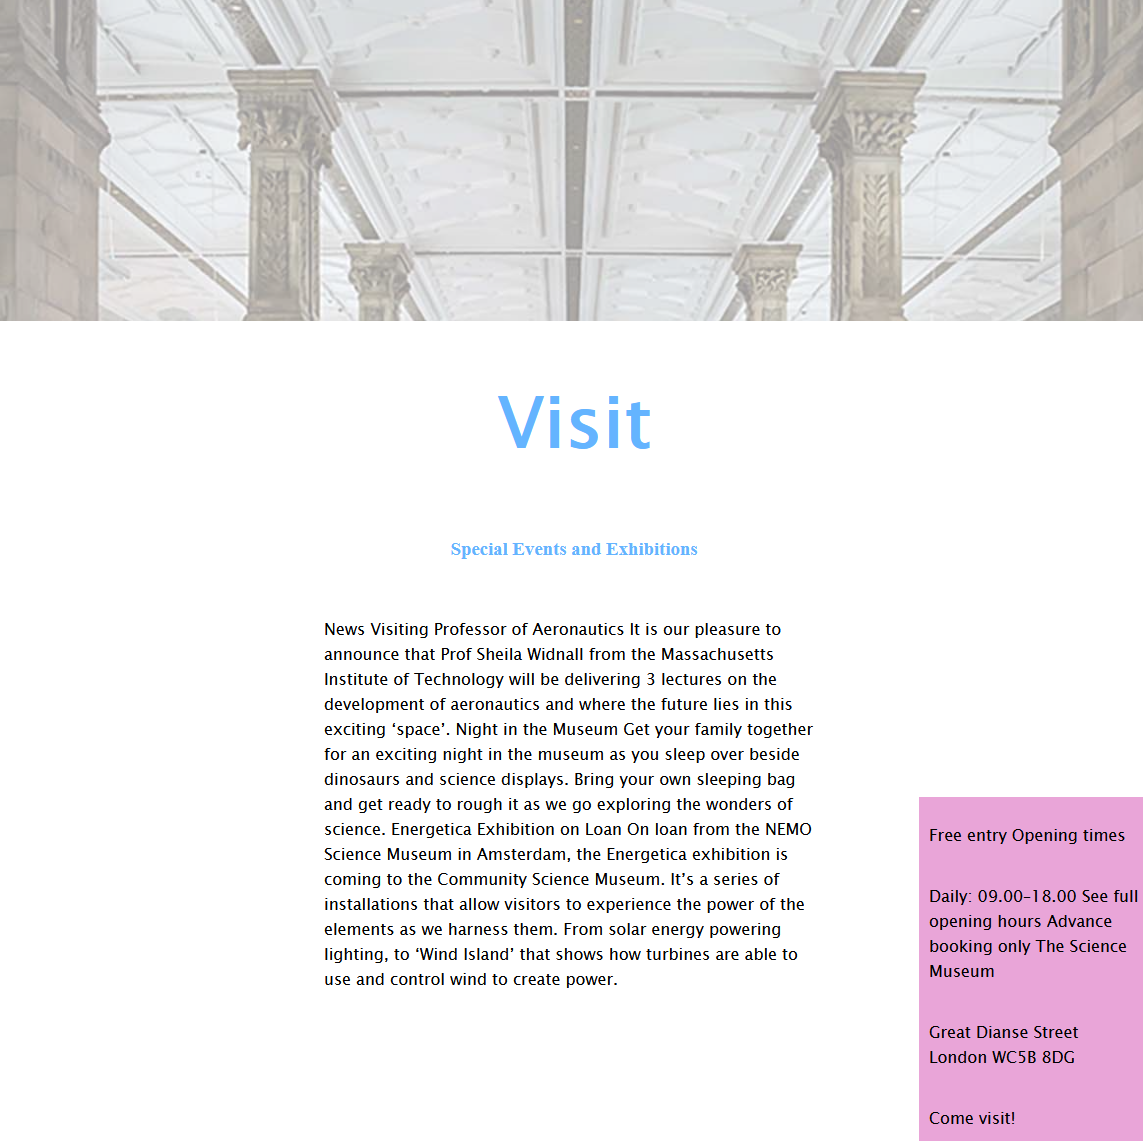 Visit
Special Events and Exhibitions
News Visiting Professor of Aeronautics It is our pleasure to
announce that Prof Sheila Widnall from the Massachusetts
Institute of Technology will be delivering 3 lectures on the
development of aeronautics and where the future lies in this
exciting ‘space’. Night in the Museum Get your family together
for an exciting night in the museum as you sleep over beside
dinosaurs and science displays. Bring your own sleeping bag
and get ready to rough it as we go exploring the wonders of
science. Energetica Exhibition on Loan On loan from the NEMO
Science Museum in Amsterdam, the Energetica exhibition is
coming to the Community Science Museum. It’s a series of
installations that allow visitors to experience the power of the
elements as we harness them. From solar energy powering
lighting, to ‘Wind Island’ that shows how turbines are able to
use and control wind to create power.
Free entry Opening times
Daily: 09.00–18.00 See full
opening hours Advance
booking only The Science
Museum
Great Dianse Street
London WC5B 8DG
Come visit!